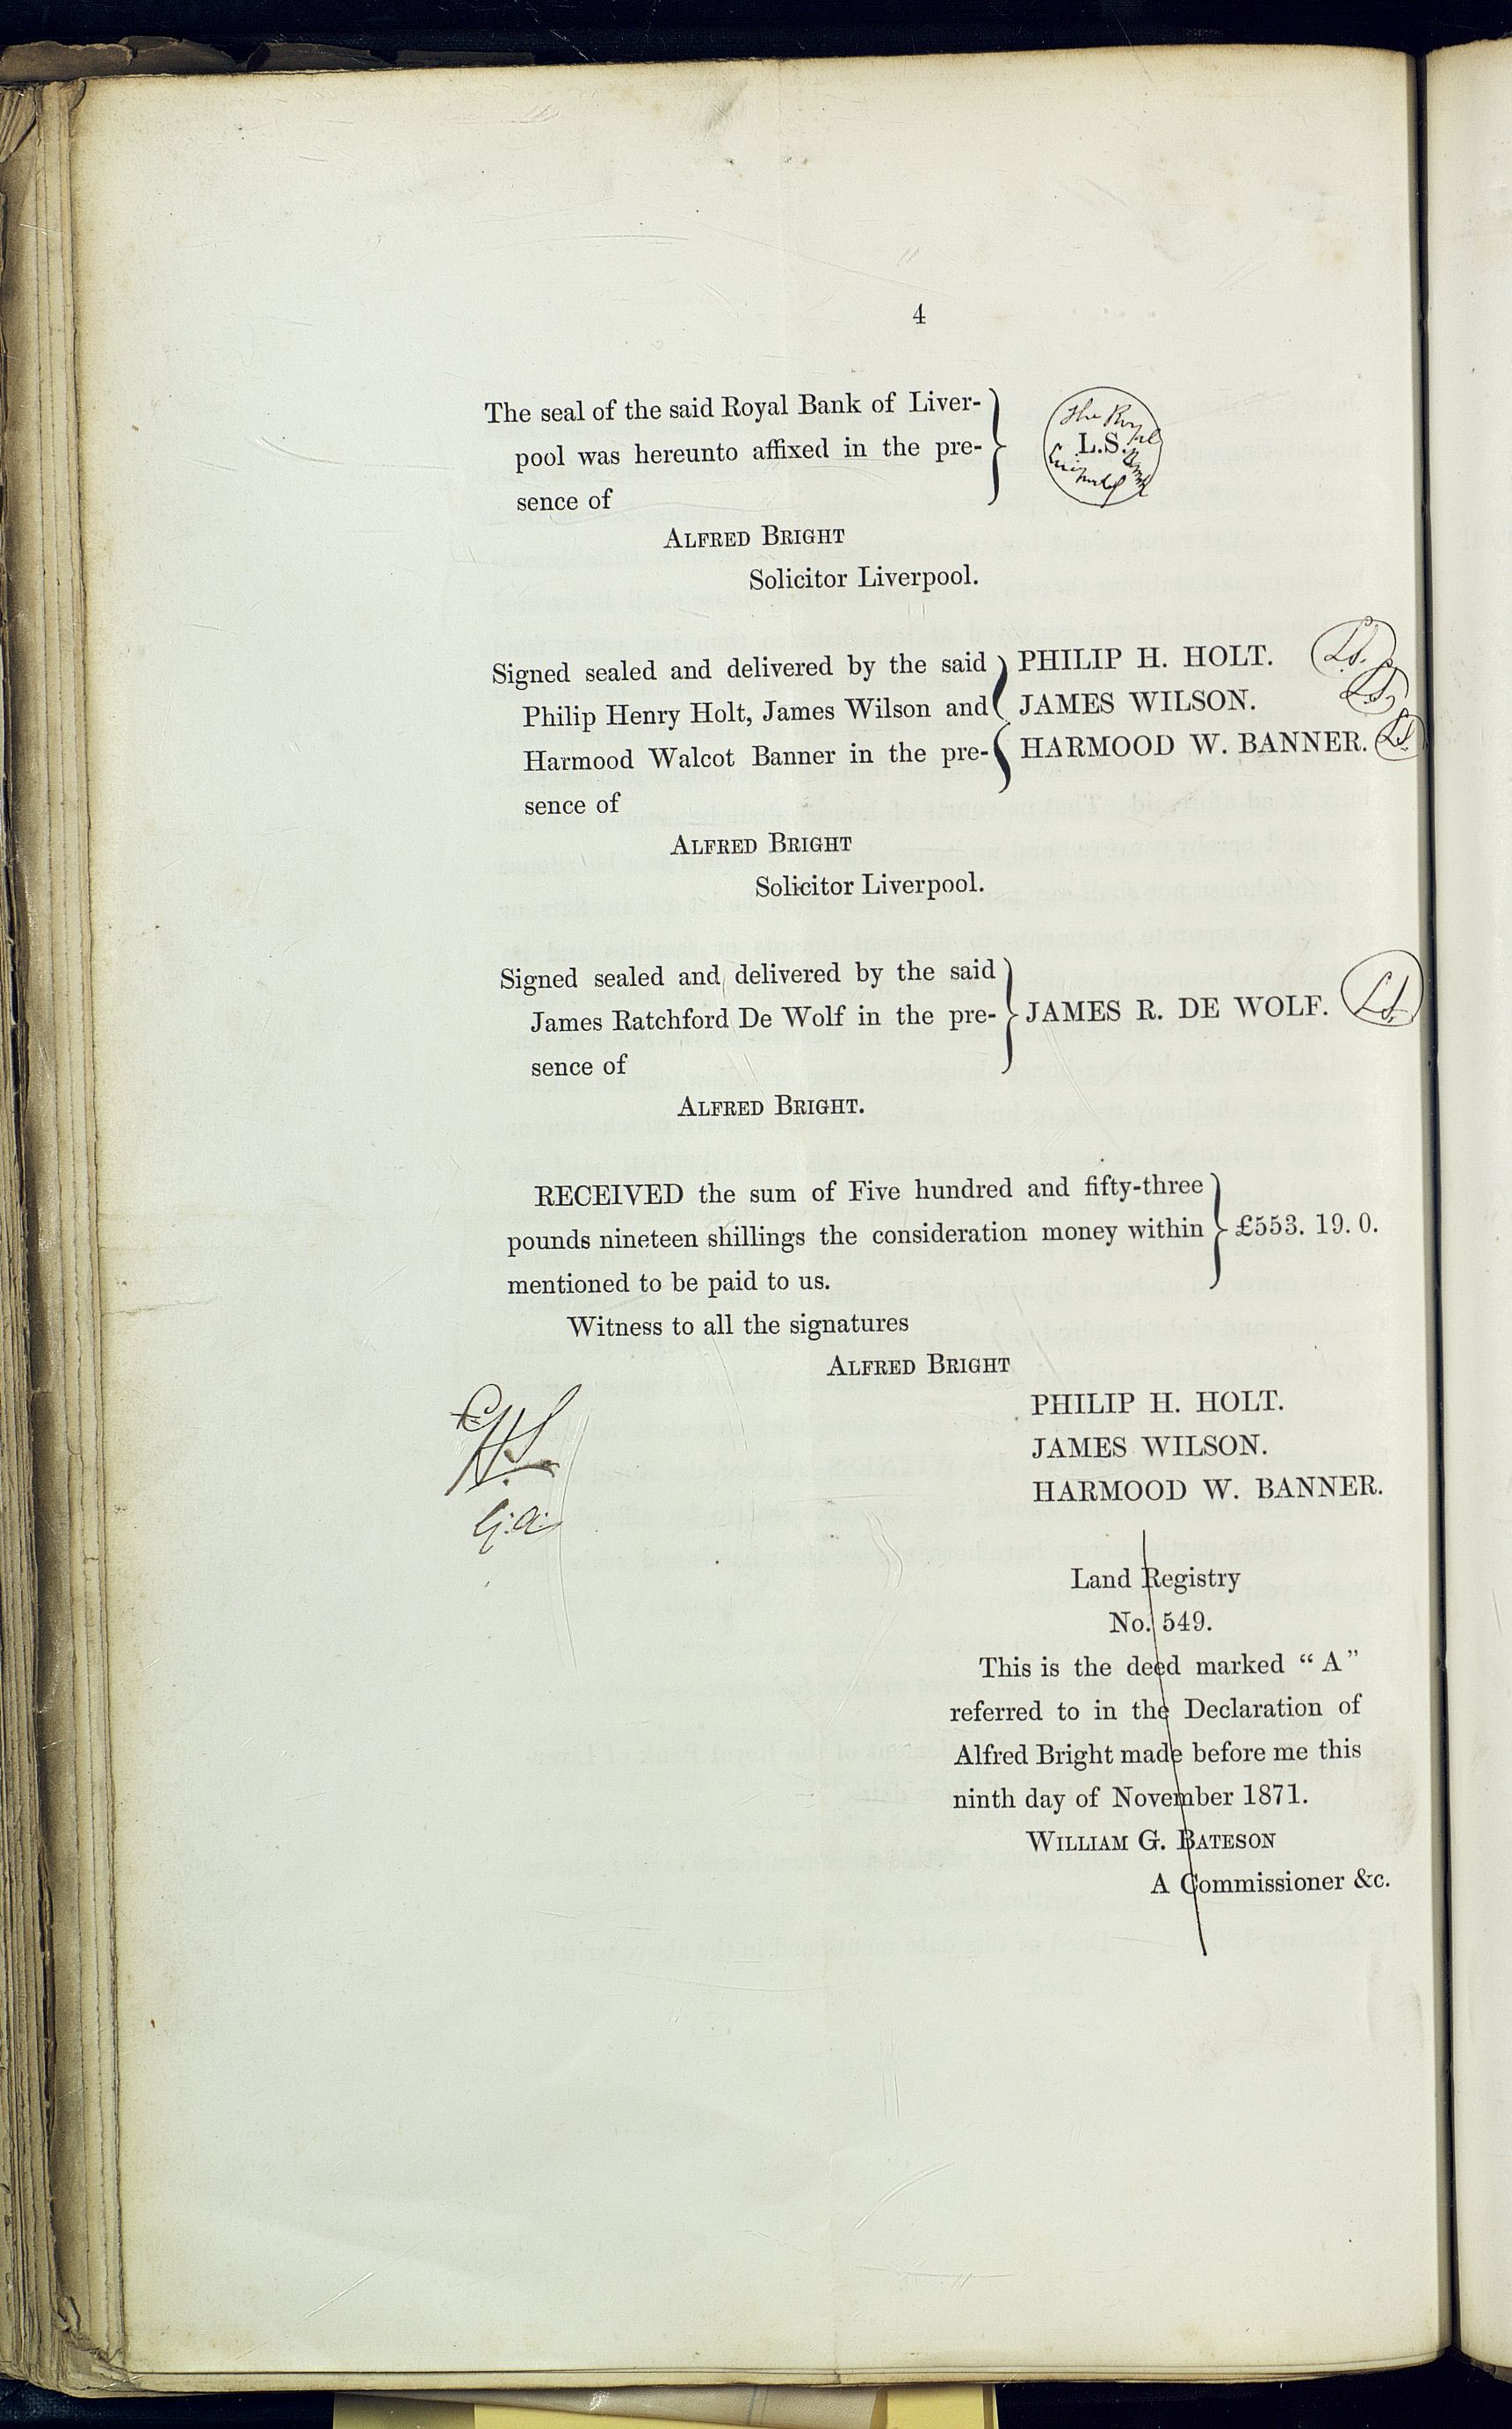 4
The seal of the said Royal Bank of Liver-
pool was hereunto affixed in the pre-
sence of
The Royal Bank Liverpool
L.S.
ALFRED BRIGHT
Solicitor Liverpool.
Signed sealed and delivered by the said
Philip Henry Holt, James Wilson and
Harmood Walcot Banner in the pre-
sence of
PHILIP H. HOLT. L.S.
JAMES WILSON. L.S.
HARMOOD W. BANNER. L.S.
ALFRED BRIGHT
Solicitor Liverpool.
Signed sealed and delivered by the said
James Ratchford De Wolf in the pre-
sence of
JAMES R. DE WOLF. L.S.
ALFRED BRIGHT.
RECEIVED the sum of Five hundred and fifty-three
pounds nineteen shillings the consideration money within
mentioned to be paid to us.
£553. 19. 0.
Witness to all the signatures
ALFRED BRIGHT
PHILIP H. HOLT.
JAMES WILSON.
HARMOOD W. BANNER.
Land Registry
No. 549.
This is the deed marked “ A ”
referred to in the Declaration of
Alfred Bright made before me this
ninth day of November 1871.
WILLIAM G. BATESON
A Commissioner &c.